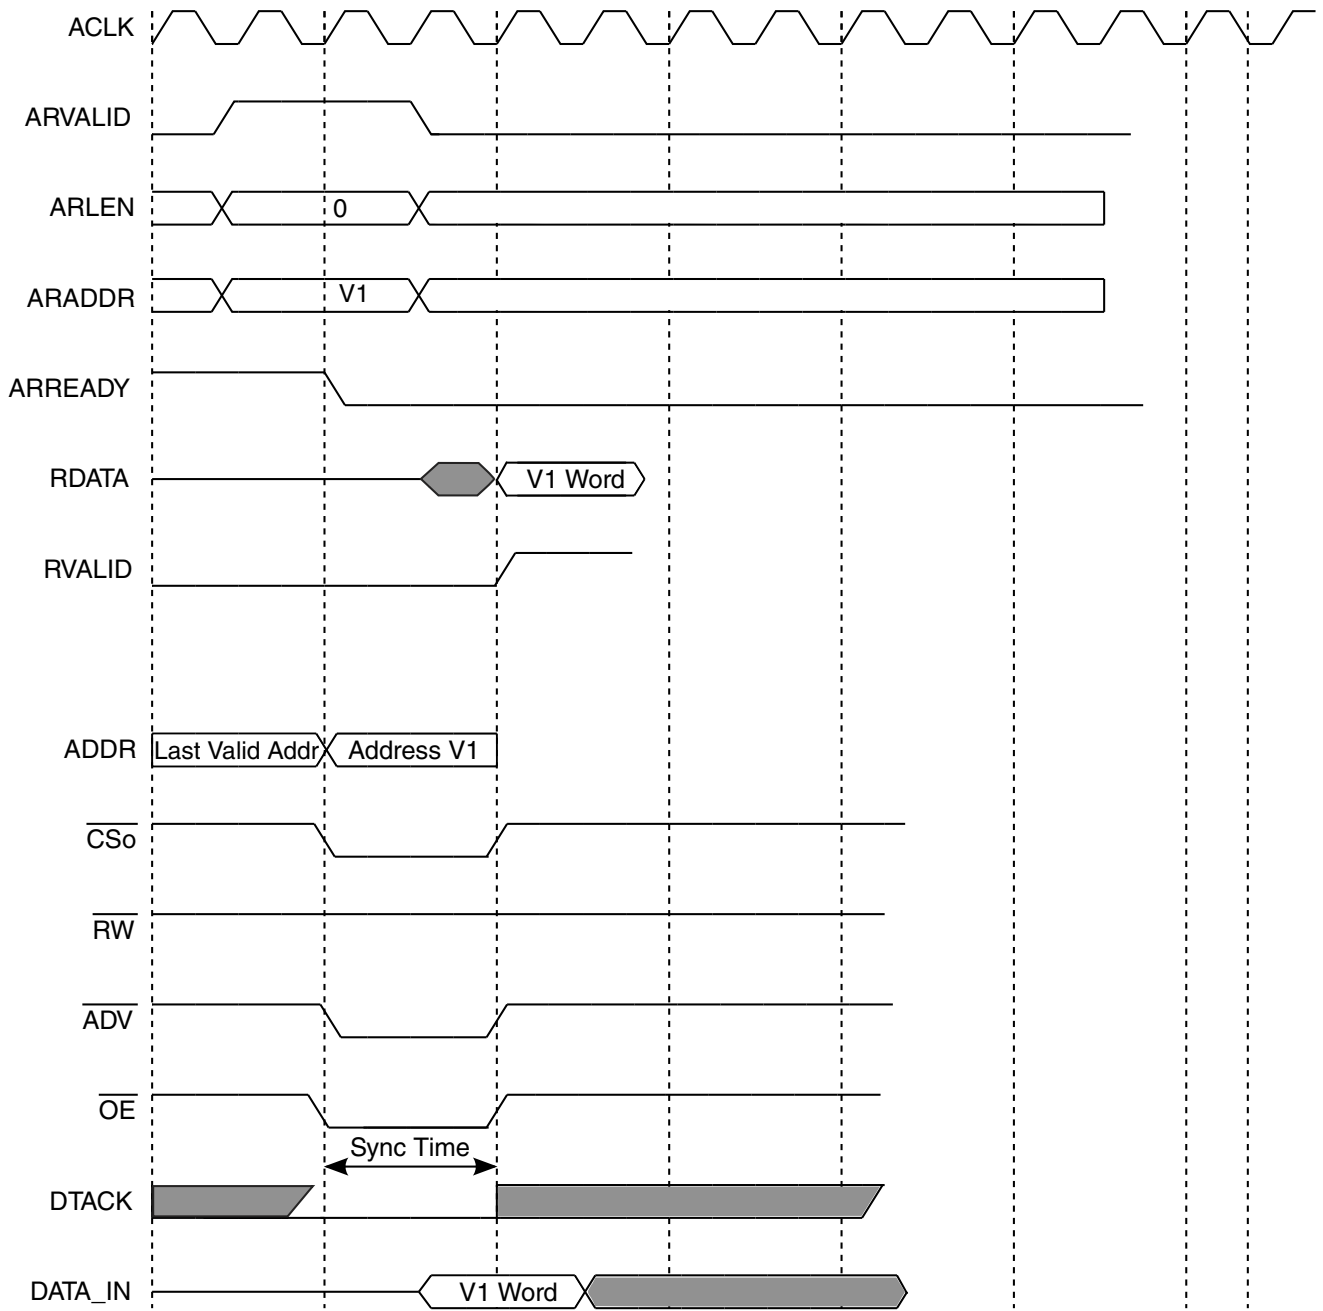 ACLK
ARVALID
ARLEN 0
ARADDR V1
ARREADY
RDATA V1 Word
RVALID
ADDR Last Valid Addr Address V1
CSo
RW
ADV
OE
Sync Time
DTACK
DATA_IN V1 Word